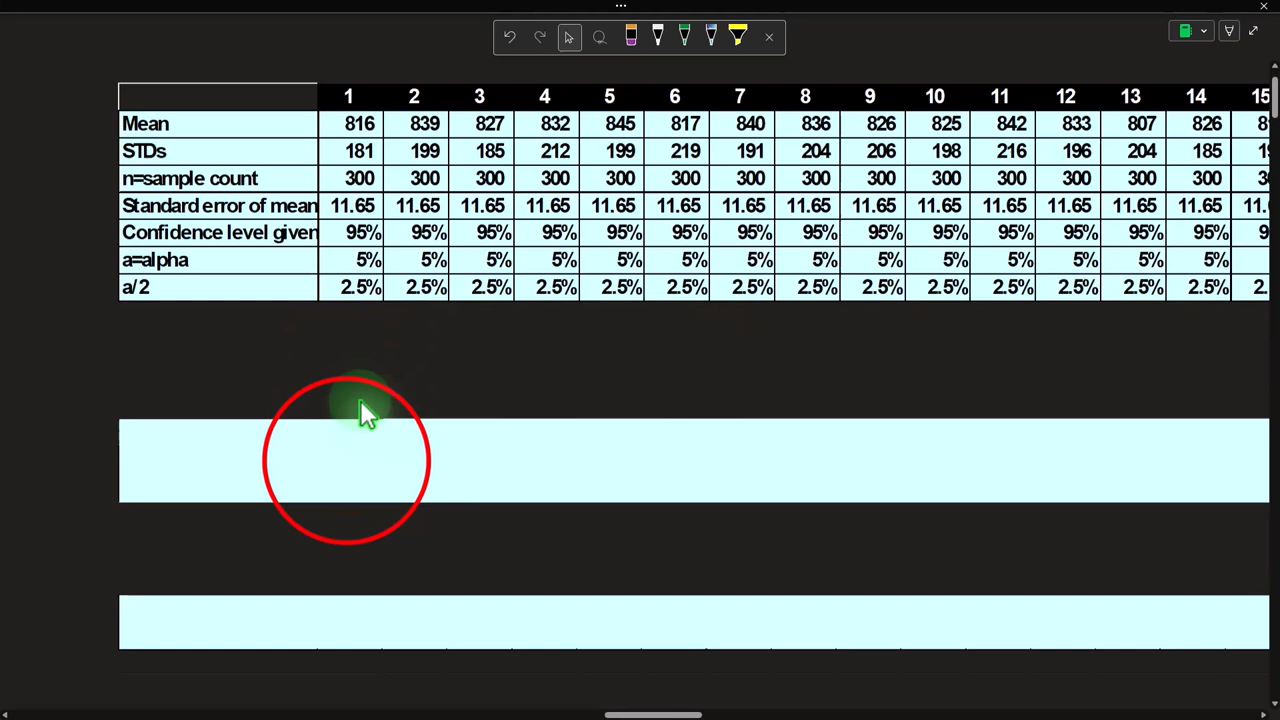 1 2 3 4 5 6 7 8 9 10 11 12 13 14 15
Mean 816 839 827 832 845 817 840 836 826 825 842 833 807 826
STDs 181 199 185 212 199 219 191 204 206 198 216 196 204 185
n=sample count 300 300 300 300 300 300 300 300 300 300 300 300 300 300
Standard error of mean 11.65 11.65 11.65 11.65 11.65 11.65 11.65 11.65 11.65 11.65 11.65 11.65 11.65 11.65
Confidence level given 95% 95% 95% 95% 95% 95% 95% 95% 95% 95% 95% 95% 95% 95%
a=alpha 5% 5% 5% 5% 5% 5% 5% 5% 5% 5% 5% 5% 5% 5%
a/2 2.5% 2.5% 2.5% 2.5% 2.5% 2.5% 2.5% 2.5% 2.5% 2.5% 2.5% 2.5% 2.5% 2.5%